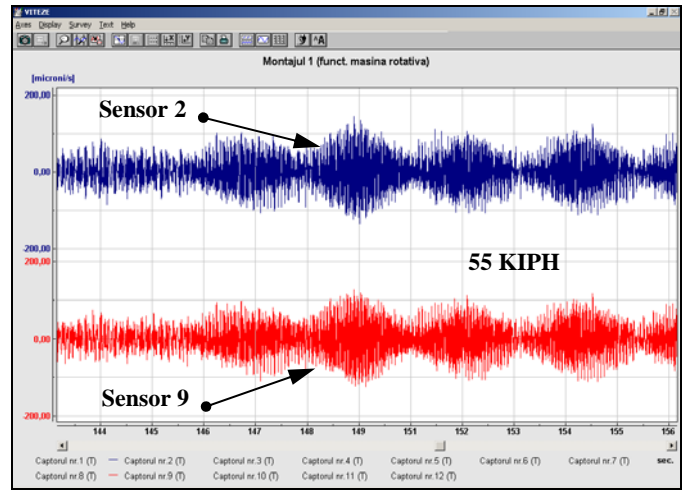 VITEZE
Axes Display Survey Text Help
^A
Montajul 1 (funct. masina rotativa)
[microni/s]
200,00
Sensor 2
0,00
-200,00
200,00
55 KIPH
0,00
Sensor 9
-200,00
144 145 146 147 148 149 150 151 152 153 154 155 156
Captorul nr.1 (T) Captorul nr.2 (T) Captorul nr.3 (T) Captorul nr.4 (T) Captorul nr.5 (T) Captorul nr.6 (T) Captorul nr.7 (T) sec.
Captorul nr.8 (T) Captorul nr.9 (T) Captorul nr.10 (T) Captorul nr.11 (T) Captorul nr.12 (T)